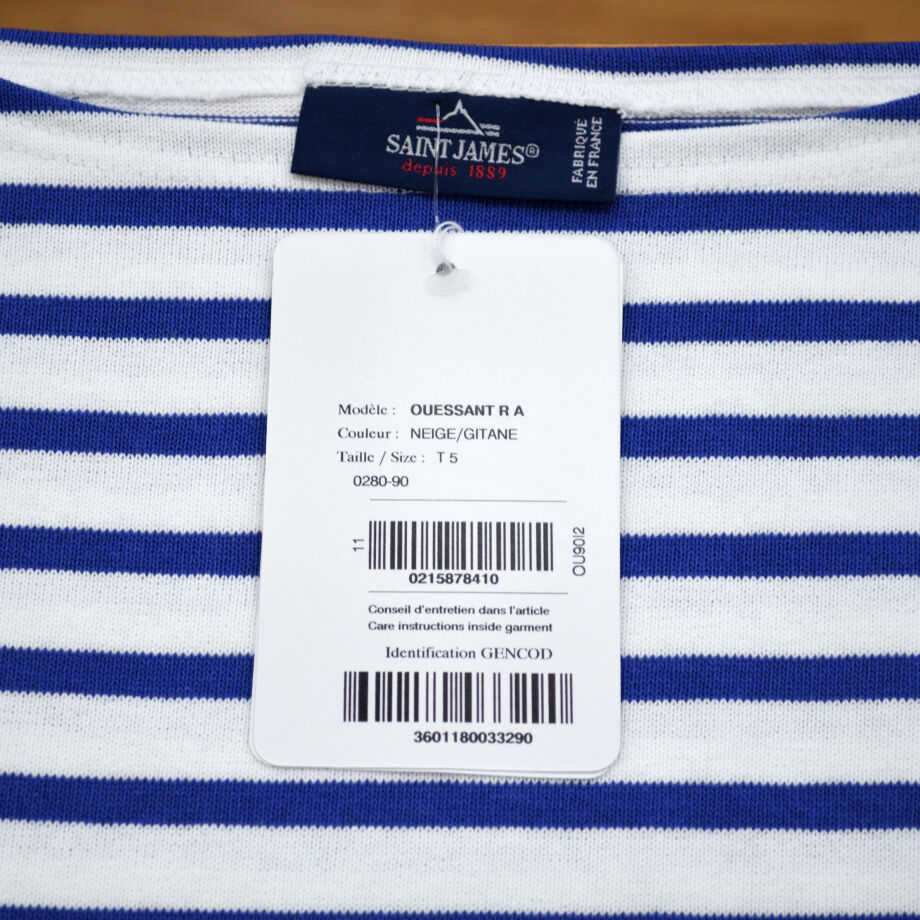 SAINT JAMES®
depuis 1889
FABRIQUÉ
EN FRANCE
Modèle : OUESSANT R A
Couleur : NEIGE/GITANE
Taille / Size : T 5
0280-90
11
OU90I2
0215878410
Conseil d'entretien dans l'article
Care instructions inside garment
Identification GENCOD
3601180033290